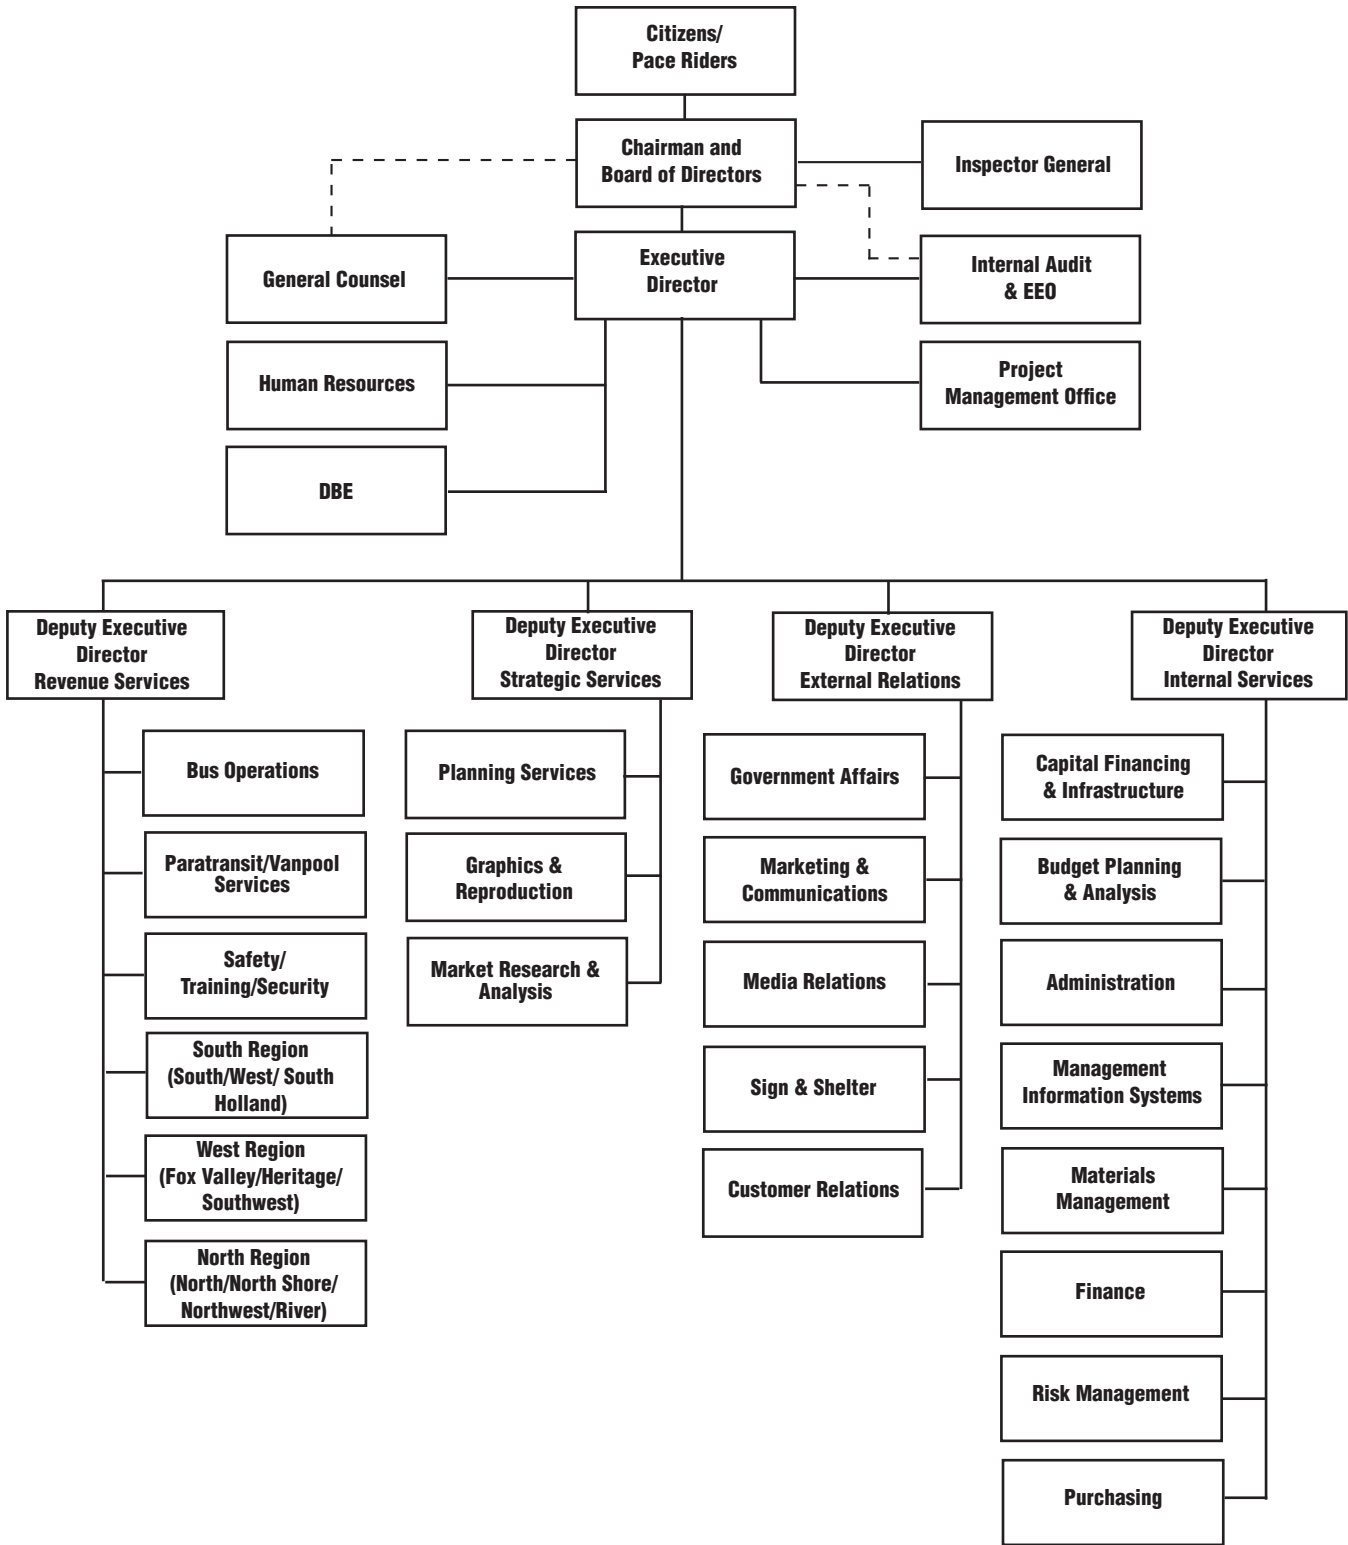 Citizens/
Pace Riders
Chairman and
Board of Directors
Inspector General
General Counsel
Executive
Director
Internal Audit
& EEO
Human Resources
Project
Management Office
DBE
Deputy Executive
Director
Revenue Services
Deputy Executive
Director
Strategic Services
Deputy Executive
Director
External Relations
Deputy Executive
Director
Internal Services
Bus Operations
Paratransit/Vanpool
Services
Safety/
Training/Security
South Region
(South/West/ South
Holland)
West Region
(Fox Valley/Heritage/
Southwest)
North Region
(North/North Shore/
Northwest/River)
Planning Services
Graphics &
Reproduction
Market Research &
Analysis
Government Affairs
Marketing &
Communications
Media Relations
Sign & Shelter
Customer Relations
Capital Financing
& Infrastructure
Budget Planning
& Analysis
Administration
Management
Information Systems
Materials
Management
Finance
Risk Management
Purchasing